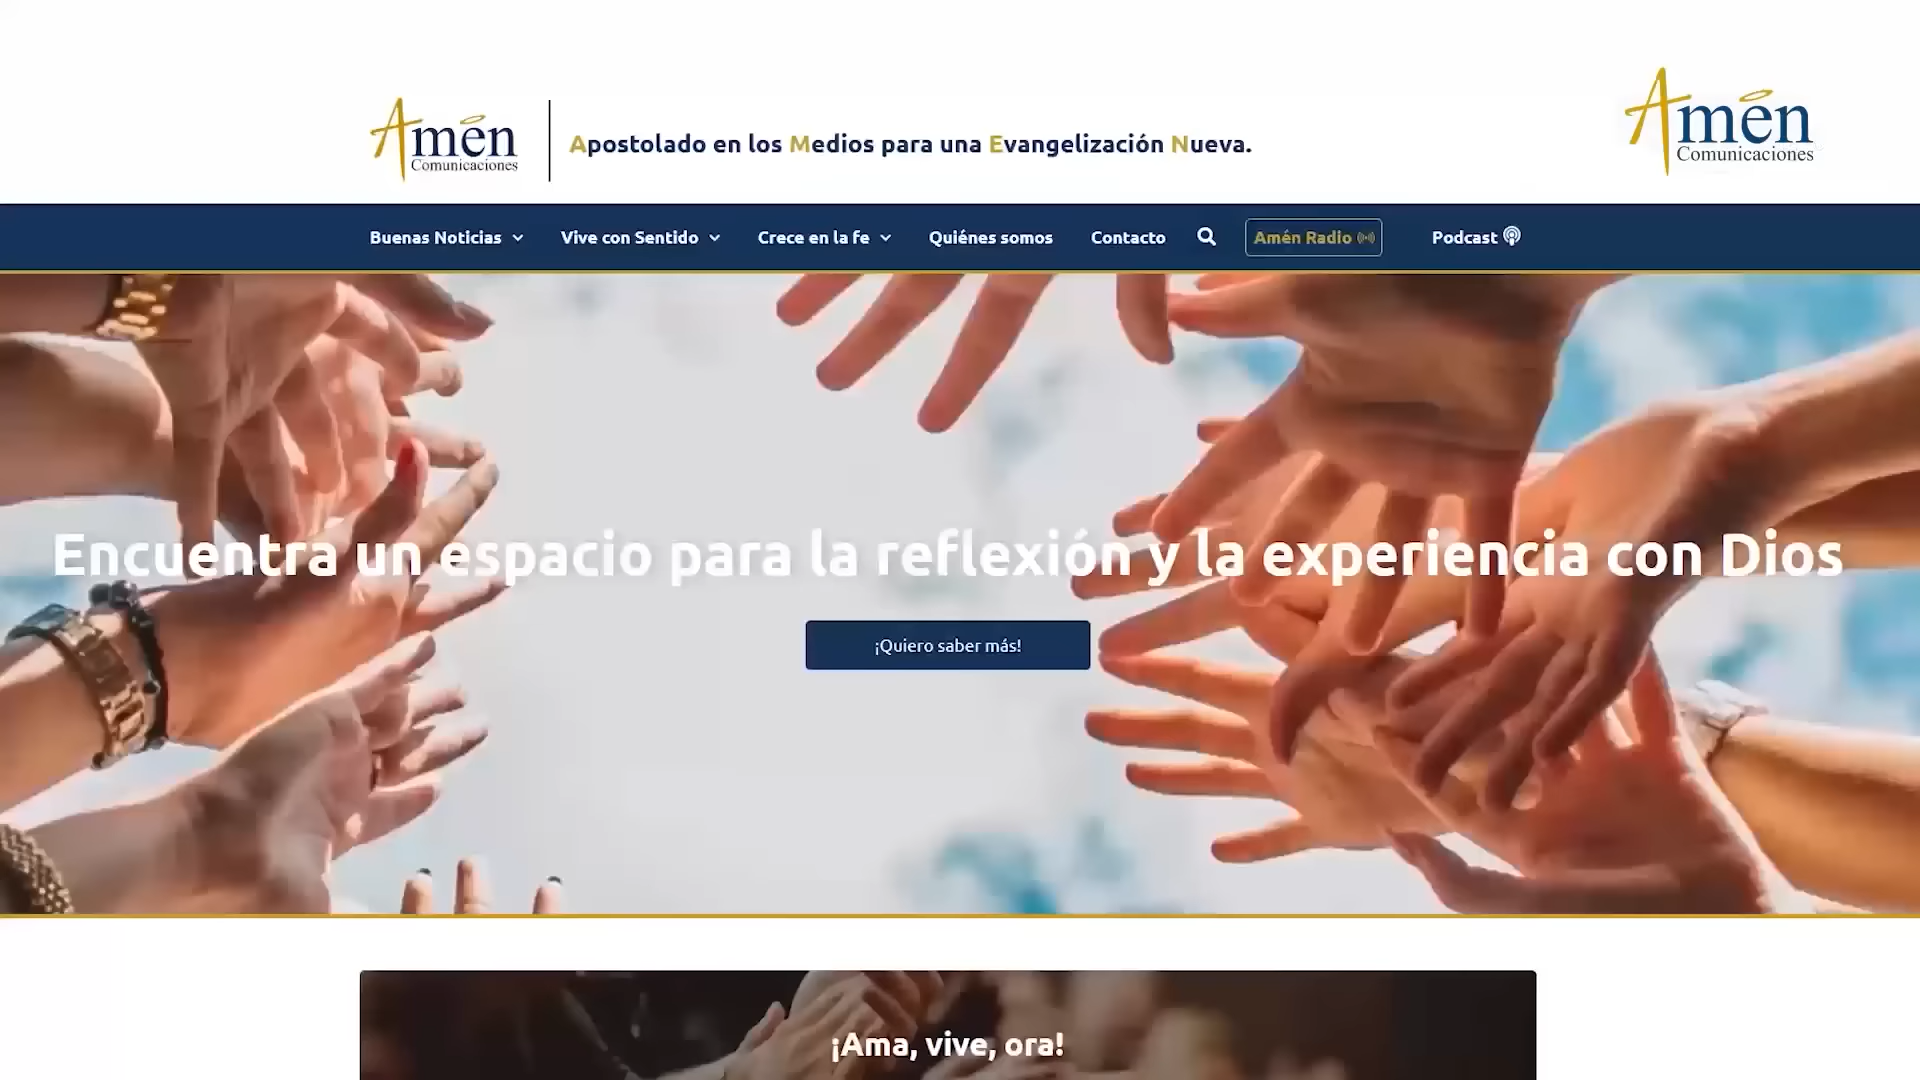 Amén
Comunicaciones
Apostolado en los Medios para una Evangelización Nueva.
Amén
Comunicaciones
Buenas Noticias
Vive con Sentido
Crece en la fe
Quiénes somos
Contacto
Amén Radio
Podcast
Encuentra un espacio para la reflexión y la experiencia con Dios
¡Quiero saber más!
¡Ama, vive, ora!